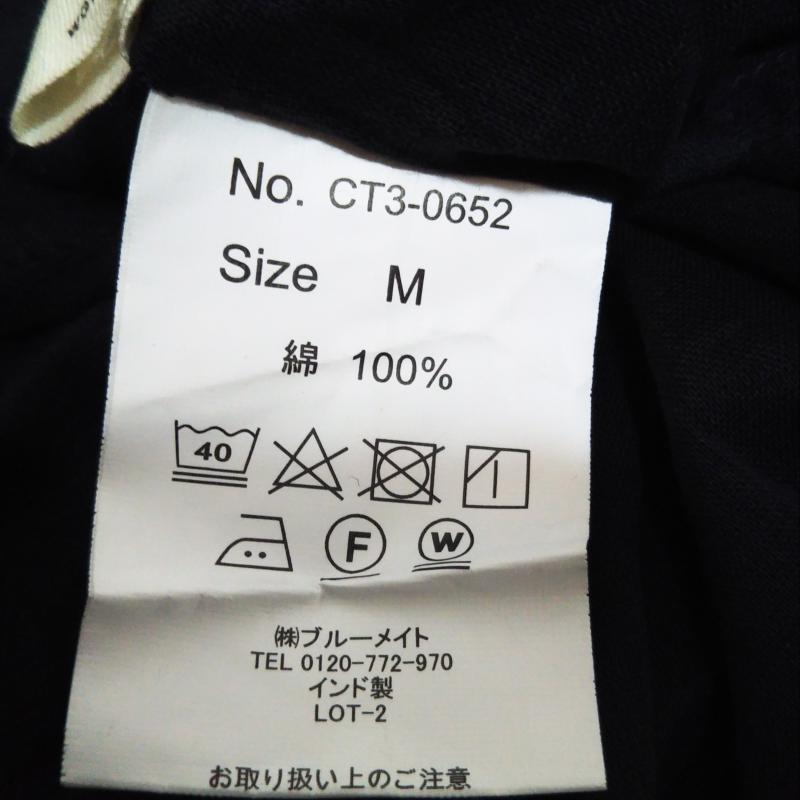 No. CT3-0652
Size M
綿 100%
40
F
W
㈱ブルーメイト
TEL 0120-772-970
インド製
LOT-2
お取り扱い上のご注意